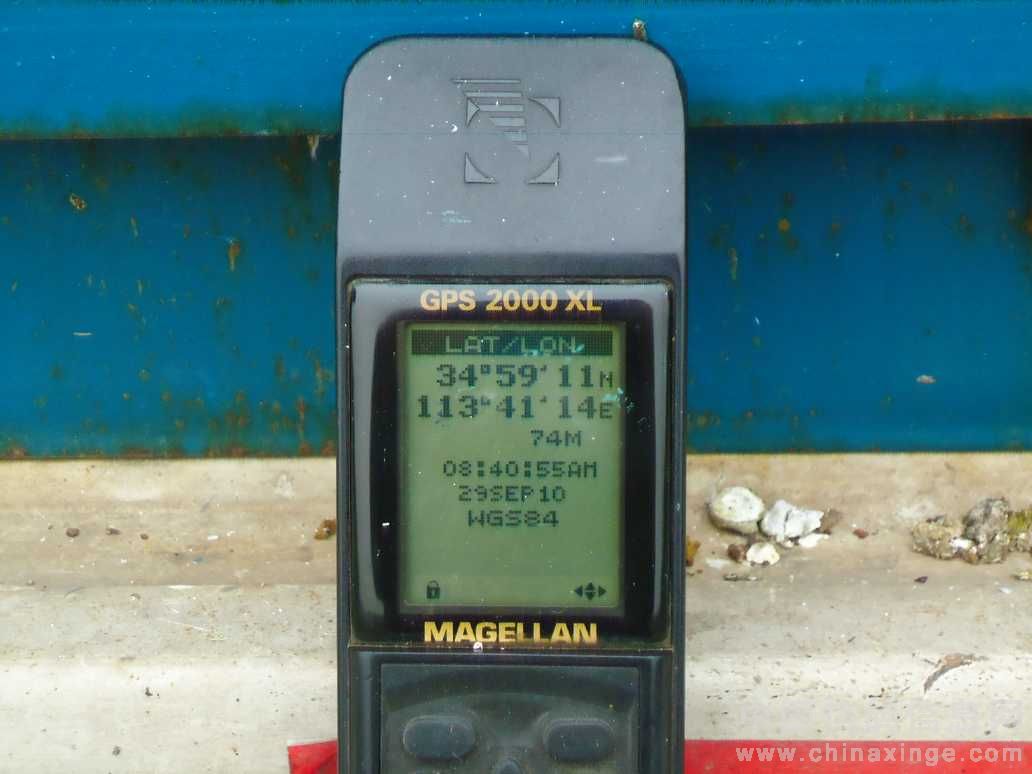 GPS 2000 XL
LAT/LON
34°59'11N
113°41'14E
74M
08:40:55AM
29SEP10
WGS84
MAGELLAN
www.chinaxinge.com